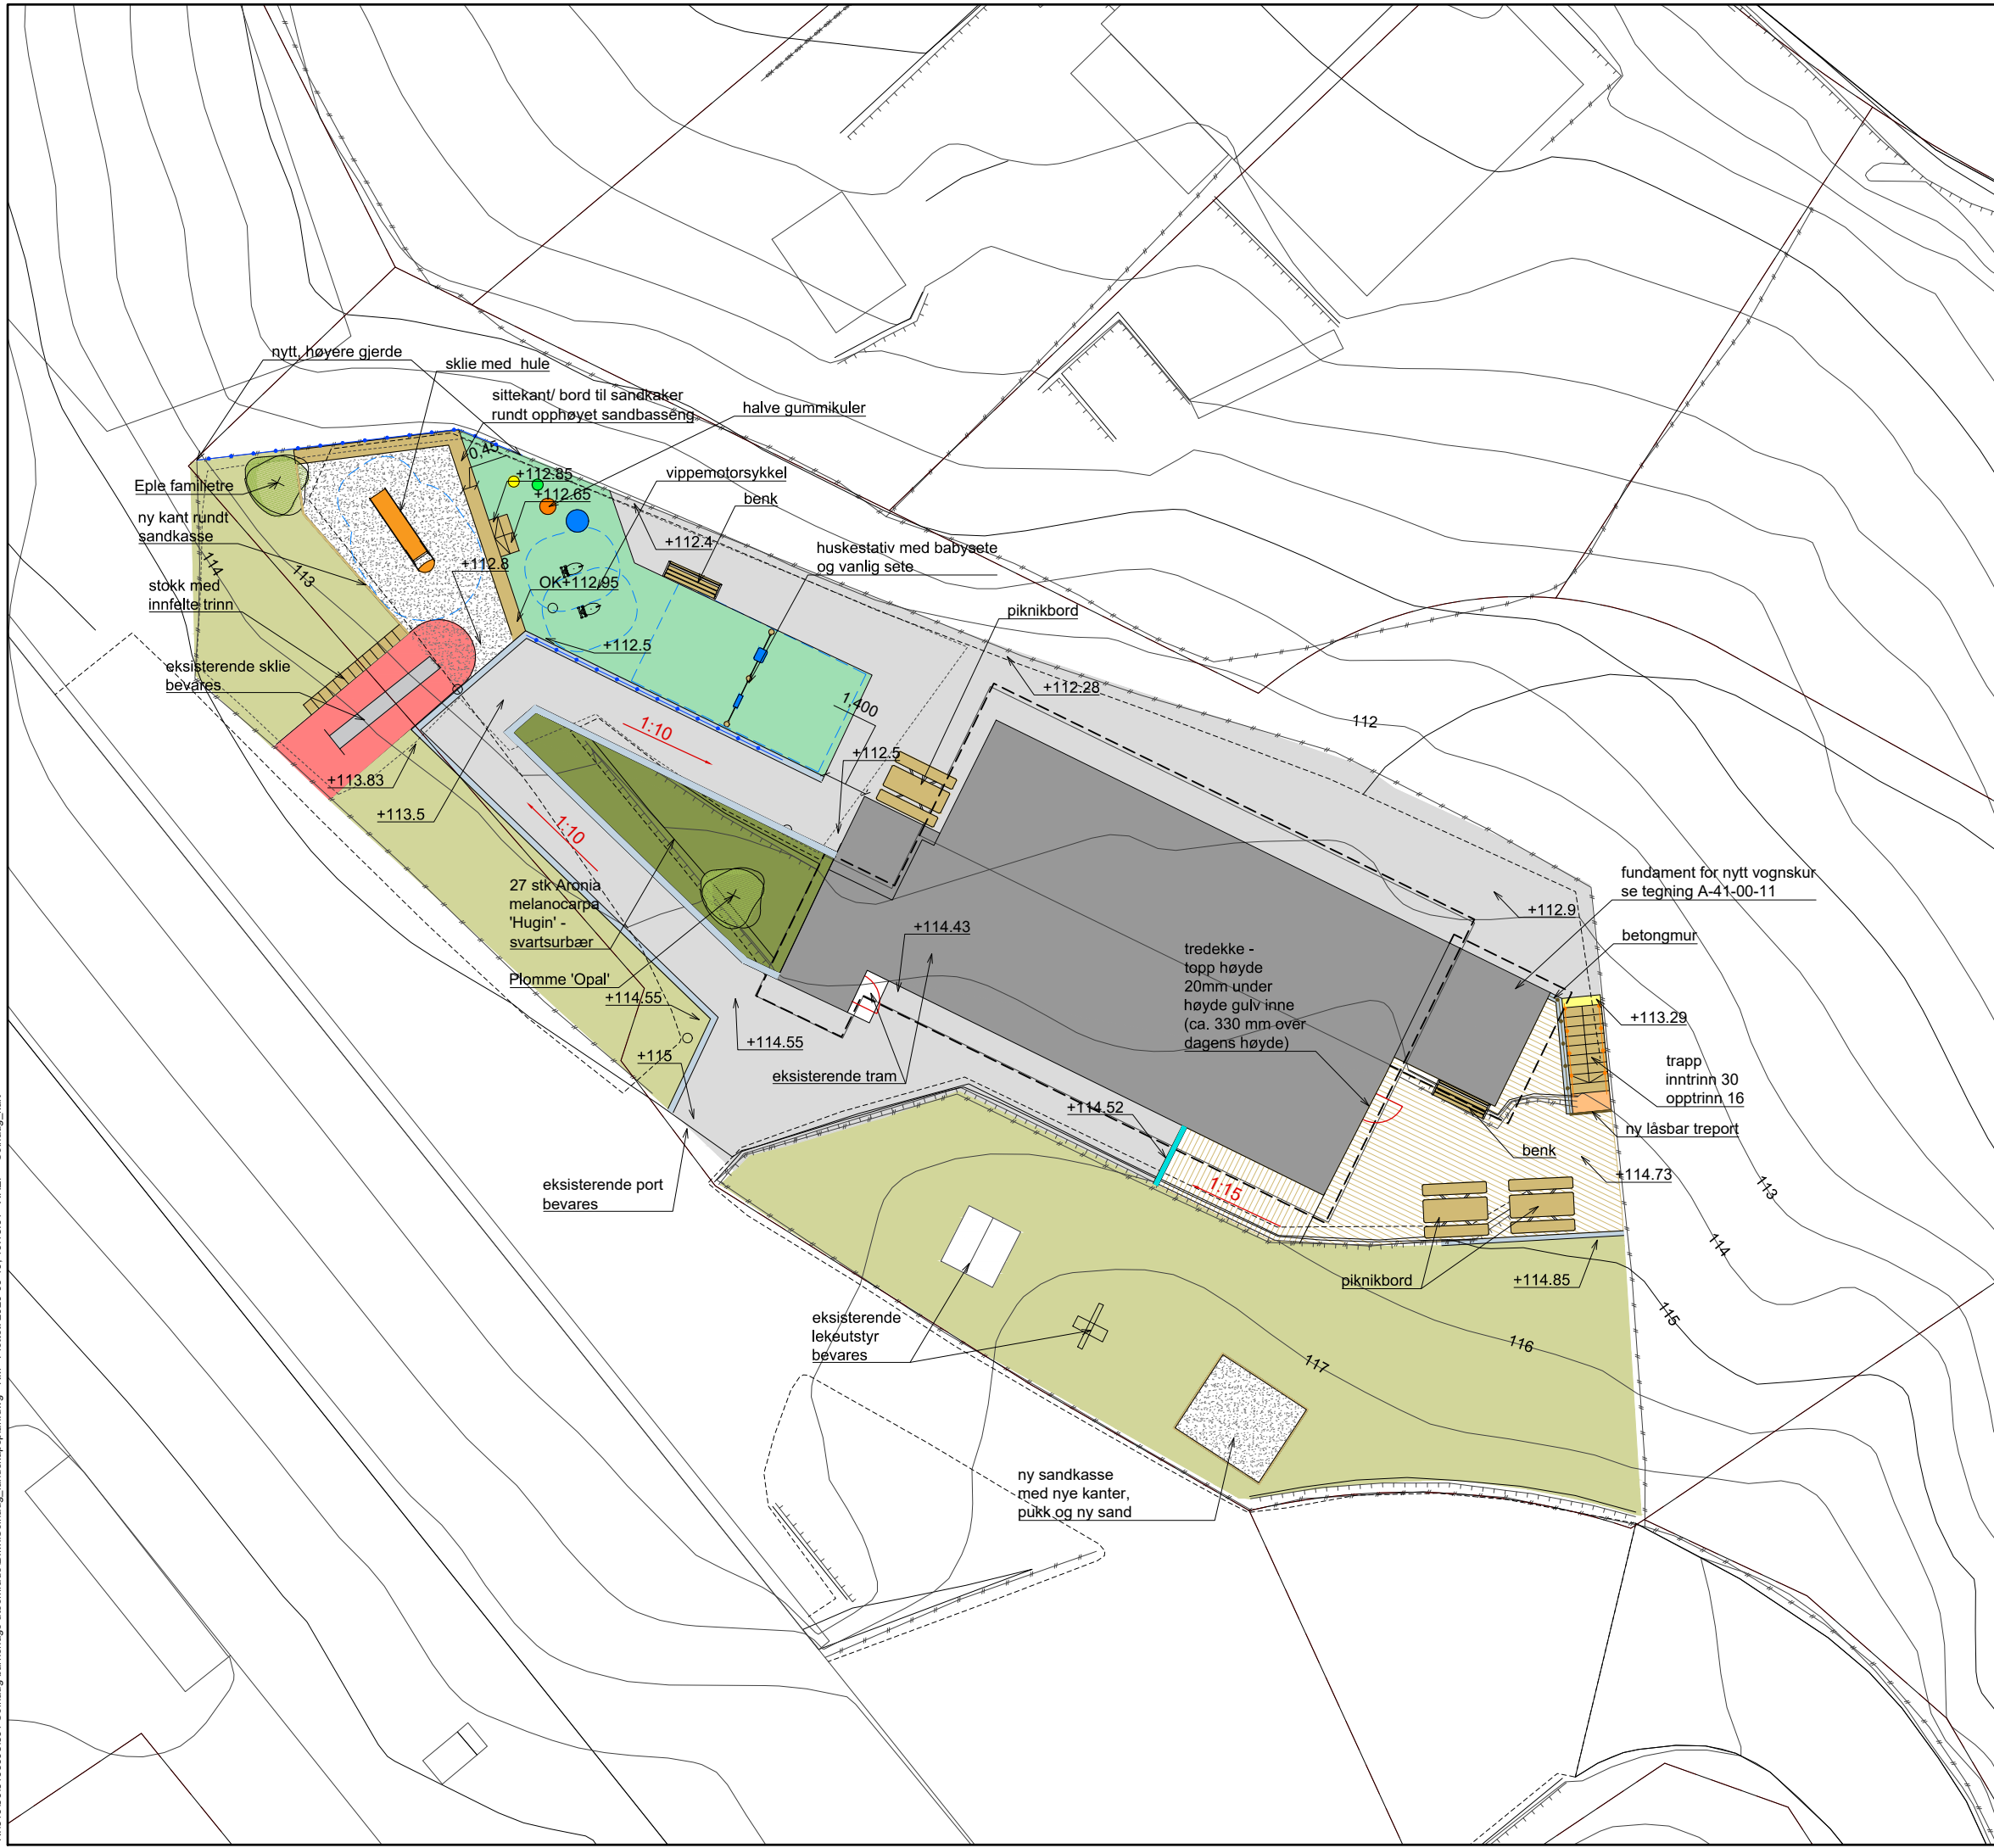 nytt, høyere gjerde
sklie med hule
sittekant/ bord til sandkaker
rundt opphøyet sandbasseng
halve gummikuler
0,45
+112.85
+112.65
vippemotorsykkel
benk
Eple familietre
ny kant rundt
sandkasse
114
113
+112.8
+112.4
huskestativ med babysete
og vanlig sete
OK+112,95
stokk med
innfelte trinn
piknikbord
+112.5
eksisterende sklie
bevares
+112.28
1,400
112
1:10
+112.5
+113.83
+113.5
1:10
fundament for nytt vognskur
se tegning A-41-00-11
27 stk Aronia
melanocarpa
'Hugin' -
svartsurbær
+112.9
+114.43
betongmur
tredekke -
topp høyde
20mm under
høyde gulv inne
(ca. 330 mm over
dagens høyde)
Plomme 'Opal'
+114.55
+113.29
+114.55
+115
eksisterende tram
trapp
inntrinn 30
opptrinn 16
+114.52
ny låsbar treport
benk
+114.73
eksisterende port
bevares
1:15
113
114
piknikbord
+114.85
115
eksisterende
lekeutstyr
bevares
116
117
ny sandkasse
med nye kanter,
pukk og ny sand